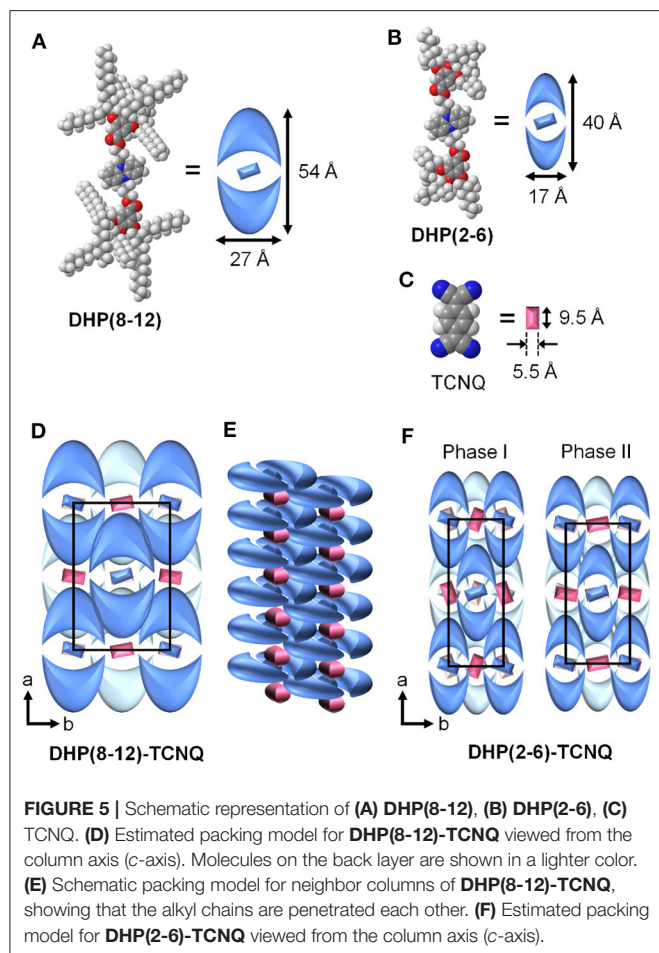 A
B
=
54 Å
27 Å
DHP(8-12)
=
40 Å
17 Å
DHP(2-6)
C
=
9.5 Å
5.5 Å
TCNQ
D
E
F
Phase I
Phase II
a
b
DHP(8-12)-TCNQ
a
b
DHP(2-6)-TCNQ
FIGURE 5 | Schematic representation of (A) DHP(8-12), (B) DHP(2-6), (C)
TCNQ. (D) Estimated packing model for DHP(8-12)-TCNQ viewed from the
column axis (c-axis). Molecules on the back layer are shown in a lighter color.
(E) Schematic packing model for neighbor columns of DHP(8-12)-TCNQ,
showing that the alkyl chains are penetrated each other. (F) Estimated packing
model for DHP(2-6)-TCNQ viewed from the column axis (c-axis).